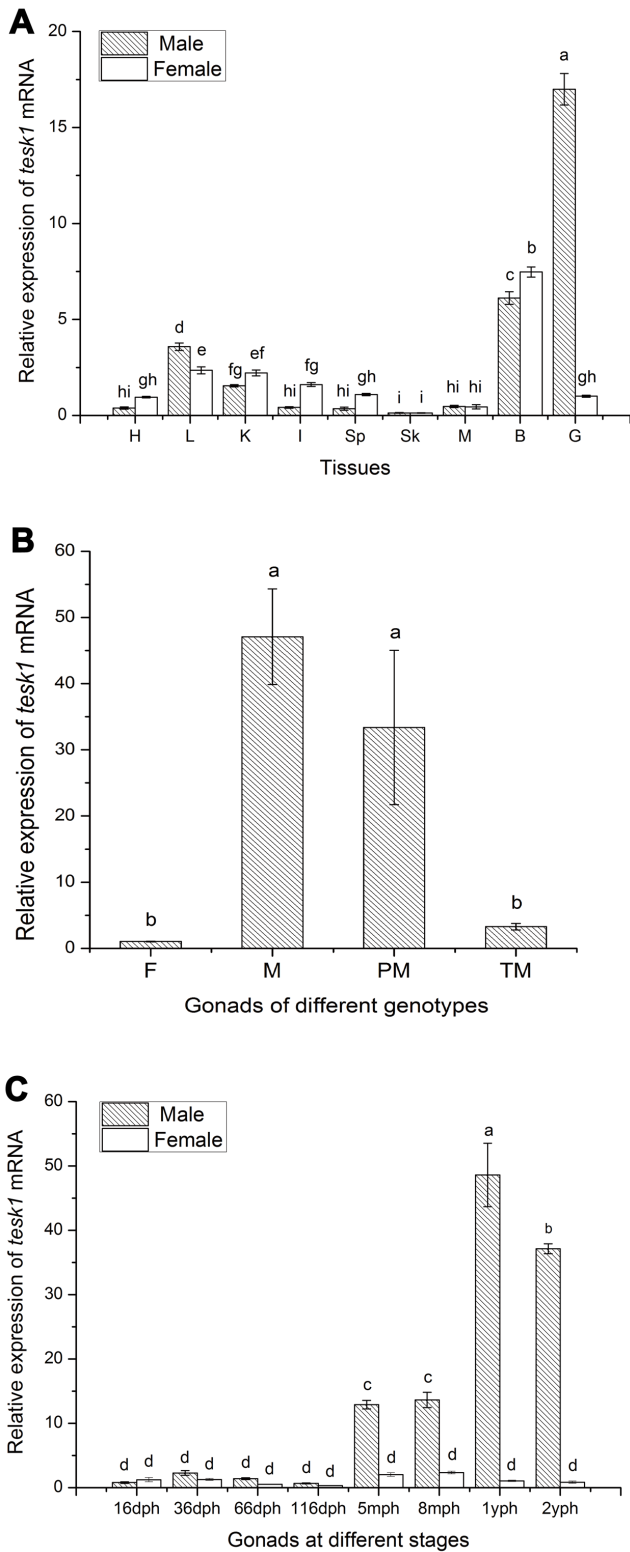 A
Relative expression of tesk1 mRNA
20
15
10
5
0
Male
Female
hi gh d e fg ef hi fg hi gh i i hi hi c b a gh
H L K I Sp Sk M B G
Tissues
B
Relative expression of tesk1 mRNA
60
50
40
30
20
10
0
b a a b
F M PM TM
Gonads of different genotypes
C
Relative expression of tesk1 mRNA
60
50
40
30
20
10
0
Male
Female
d d d d d d d d c d c d a d b d
16dph 36dph 66dph 116dph 5mph 8mph 1yph 2yph
Gonads at different stages